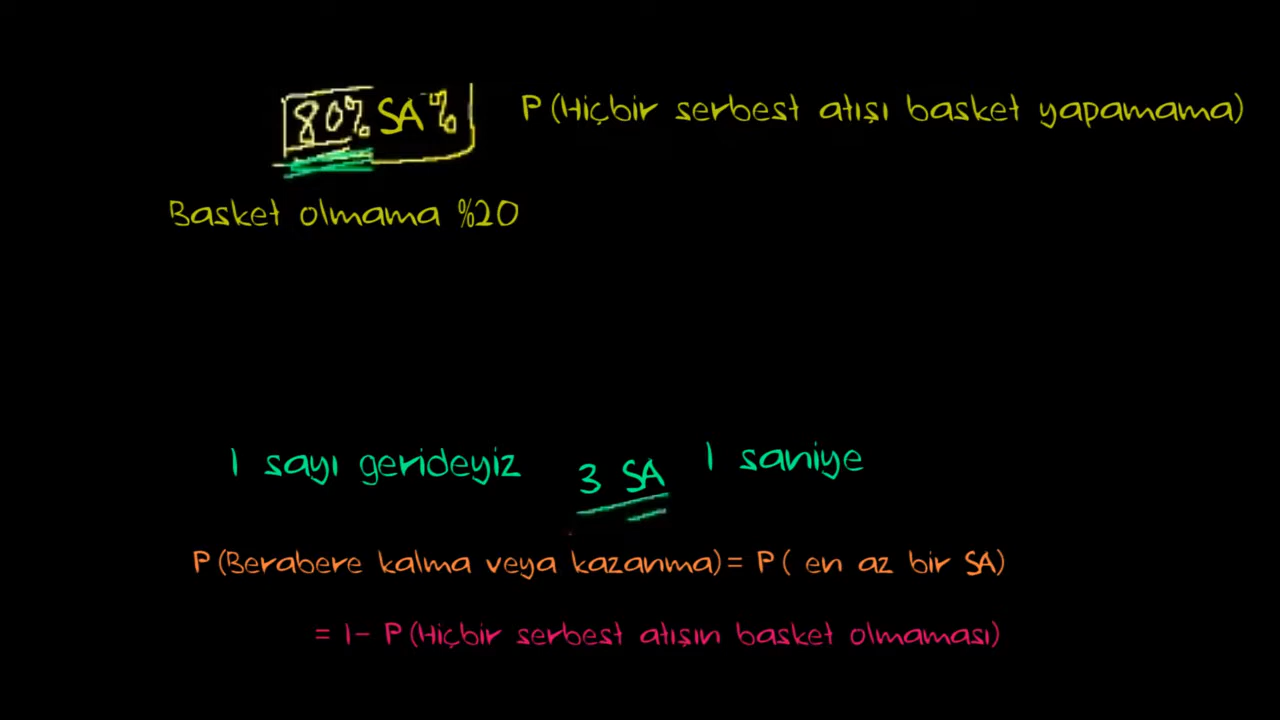 80% SA % P (Hiçbir serbest atışı basket yapamama)
Basket olmama %20
1 sayı gerideyiz 3 SA 1 saniye
P (Berabere kalma veya kazanma) = P ( en az bir SA)
= 1- P (Hiçbir serbest atışın basket olmaması)